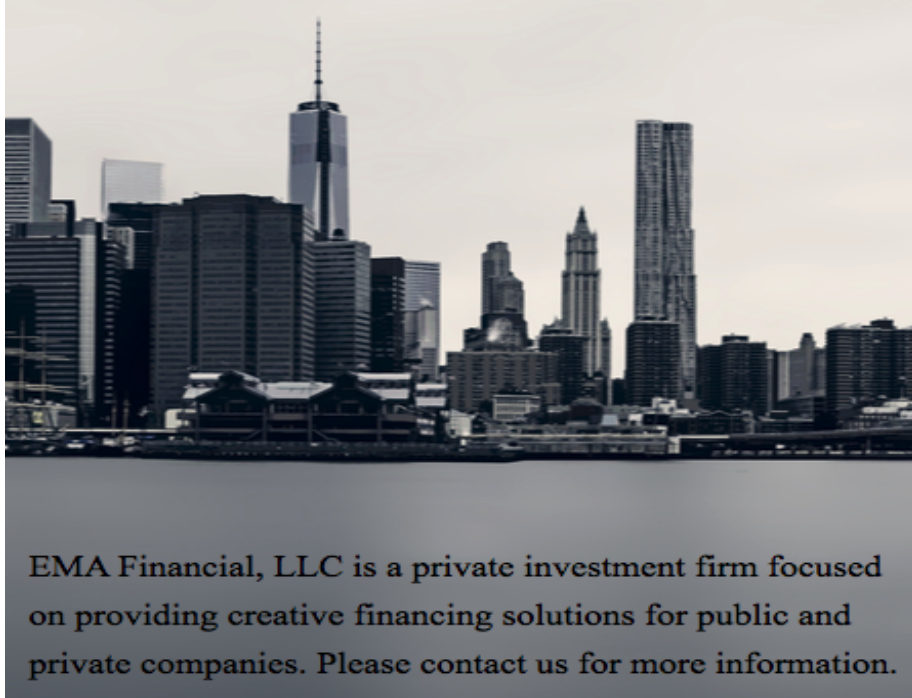 EMA Financial, LLC is a private investment firm focused
on providing creative financing solutions for public and
private companies. Please contact us for more information.